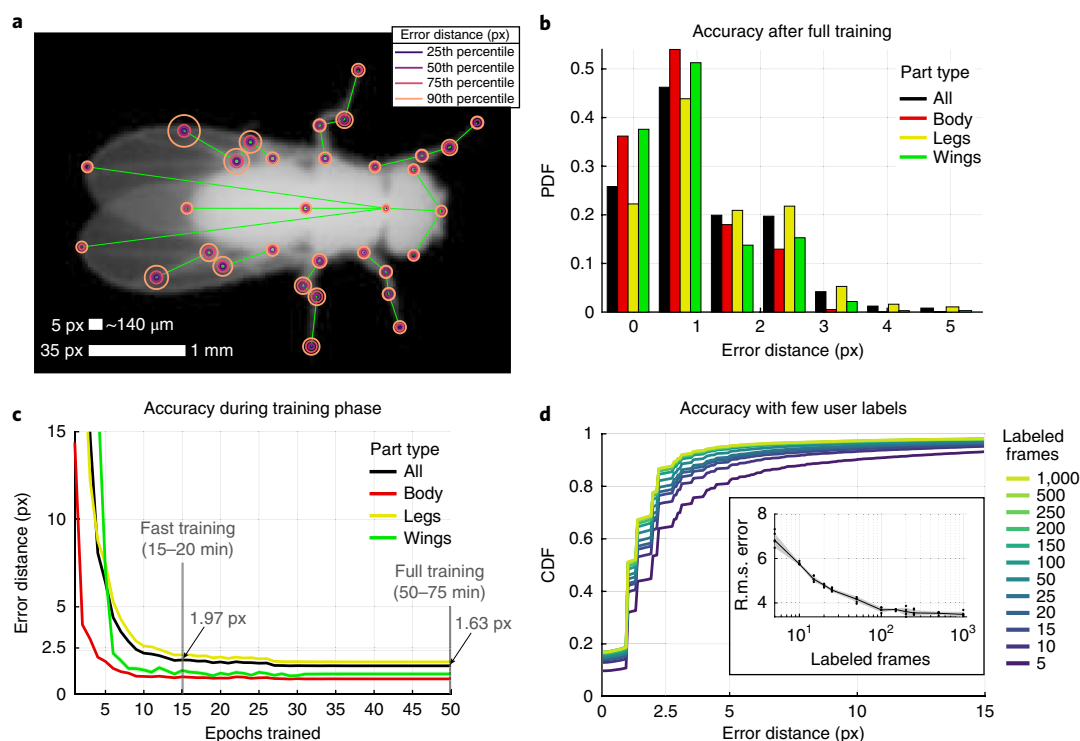 a
Error distance (px)
25th percentile
50th percentile
75th percentile
90th percentile
5 px ~140 μm
35 px 1 mm
b
Accuracy after full training
PDF
0.5
0.4
0.3
0.2
0.1
0
Part type
All
Body
Legs
Wings
0 1 2 3 4 5
Error distance (px)
c
Accuracy during training phase
Error distance (px)
15
10
5
2.5
0
Part type
All
Body
Legs
Wings
Fast training
(15–20 min)
Full training
(50–75 min)
1.97 px
1.63 px
5 10 15 20 25 30 35 40 45 50
Epochs trained
d
Accuracy with few user labels
CDF
1
0.8
0.6
0.4
0.2
0
R.m.s. error
8
6
4
10¹ 10² 10³
Labeled frames
0 2.5 5 10 15
Error distance (px)
Labeled
frames
1,000
500
250
200
150
100
50
25
20
15
10
5